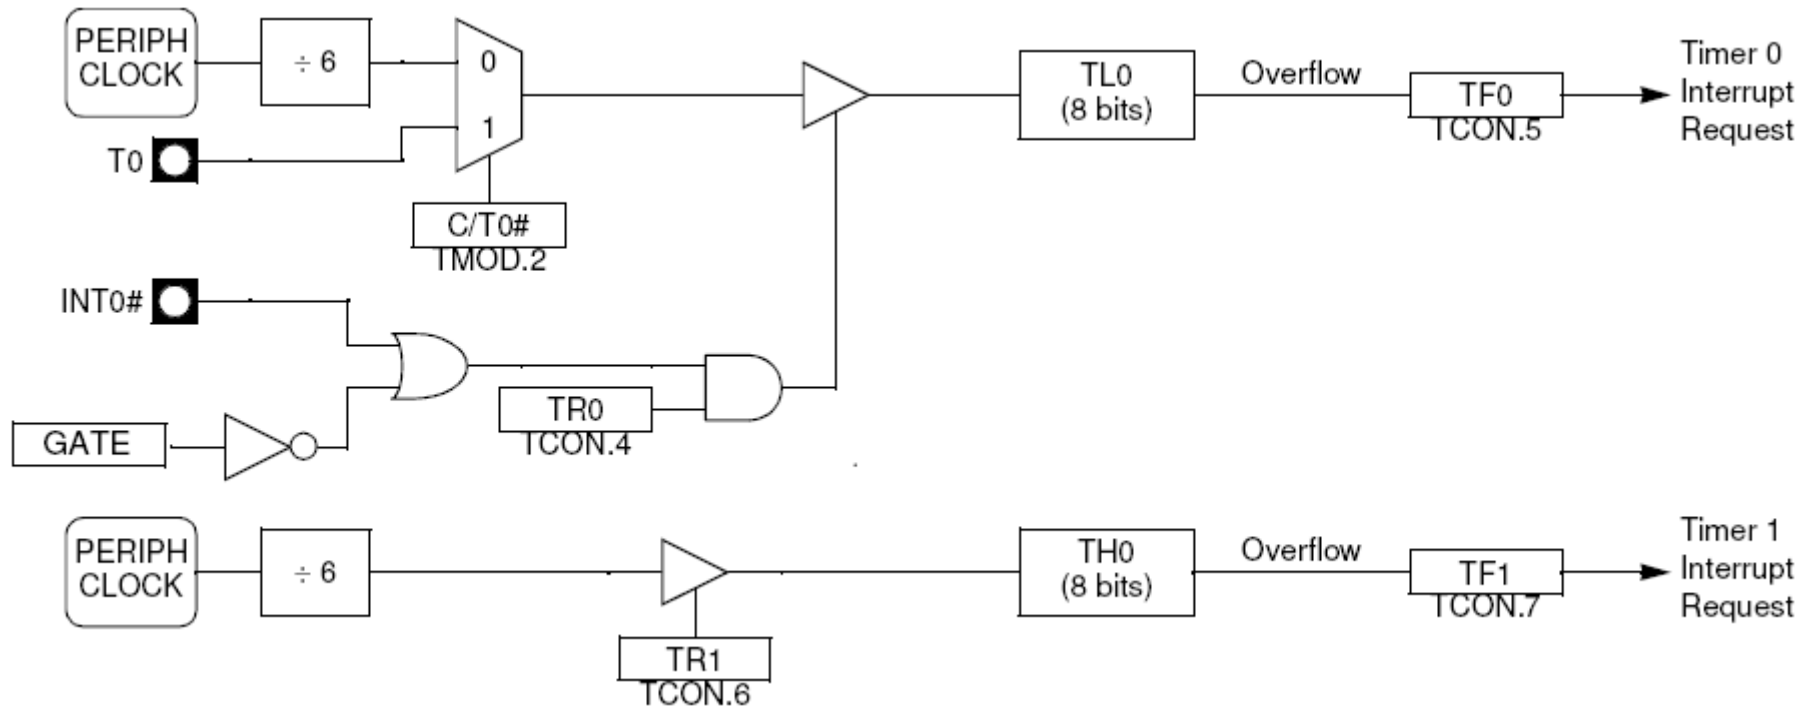 PERIPH
CLOCK
÷ 6
0
1
T0
C/T0#
TMOD.2
TL0
(8 bits)
Overflow
TF0
TCON.5
Timer 0
Interrupt
Request
INT0#
GATE
TR0
TCON.4
PERIPH
CLOCK
÷ 6
TR1
TCON.6
TH0
(8 bits)
Overflow
TF1
TCON.7
Timer 1
Interrupt
Request